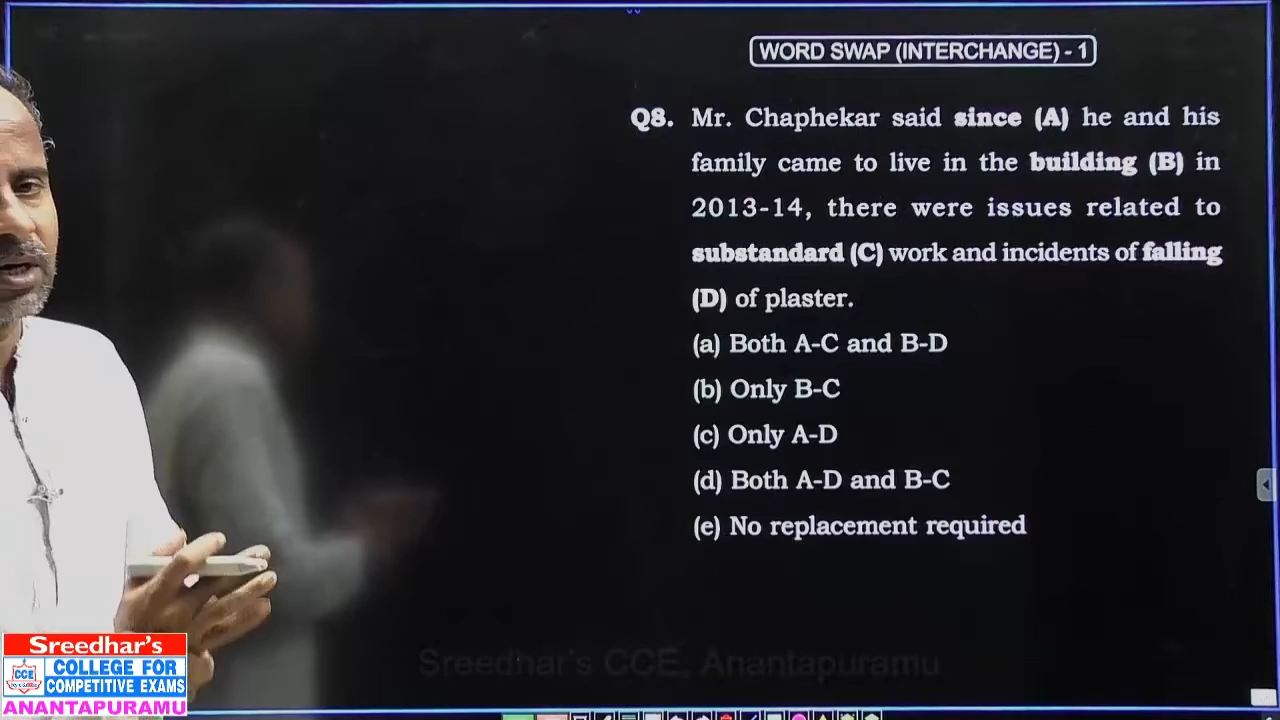 WORD SWAP (INTERCHANGE) - 1
Q8. Mr. Chaphekar said since (A) he and his
family came to live in the building (B) in
2013-14, there were issues related to
substandard (C) work and incidents of falling
(D) of plaster.
(a) Both A-C and B-D
(b) Only B-C
(c) Only A-D
(d) Both A-D and B-C
(e) No replacement required
Sreedhar's
CCE
COLLEGE FOR
COMPETITIVE EXAMS
ANANTAPURAMU
Sreedhar's CCE, Anantapuramu